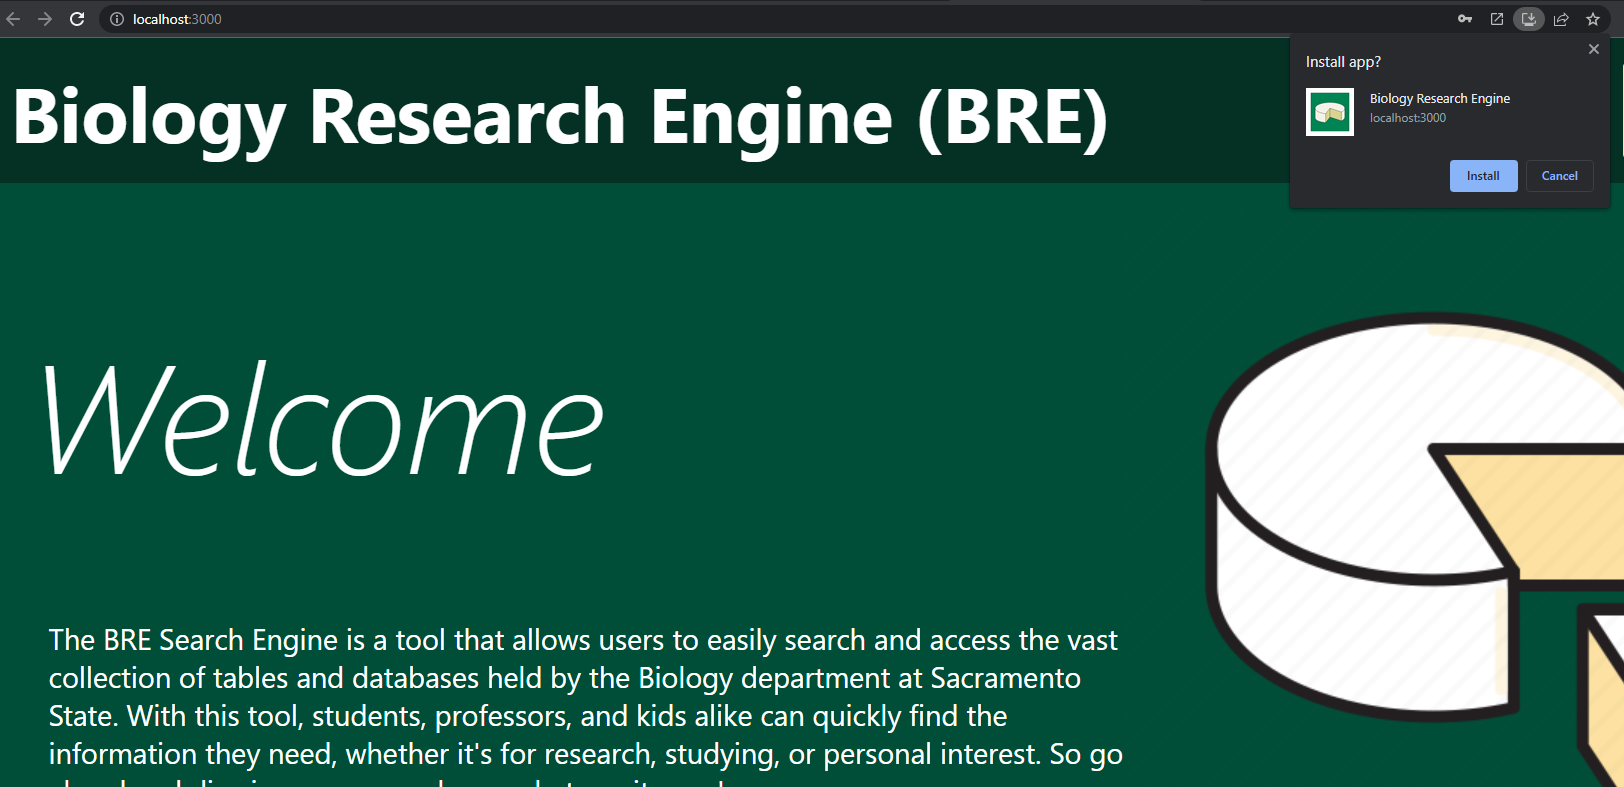 localhost:3000
Install app?
Biology Research Engine
localhost:3000
Install
Cancel
Biology Research Engine (BRE)
Welcome
The BRE Search Engine is a tool that allows users to easily search and access the vast
collection of tables and databases held by the Biology department at Sacramento
State. With this tool, students, professors, and kids alike can quickly find the
information they need, whether it's for research, studying, or personal interest. So go